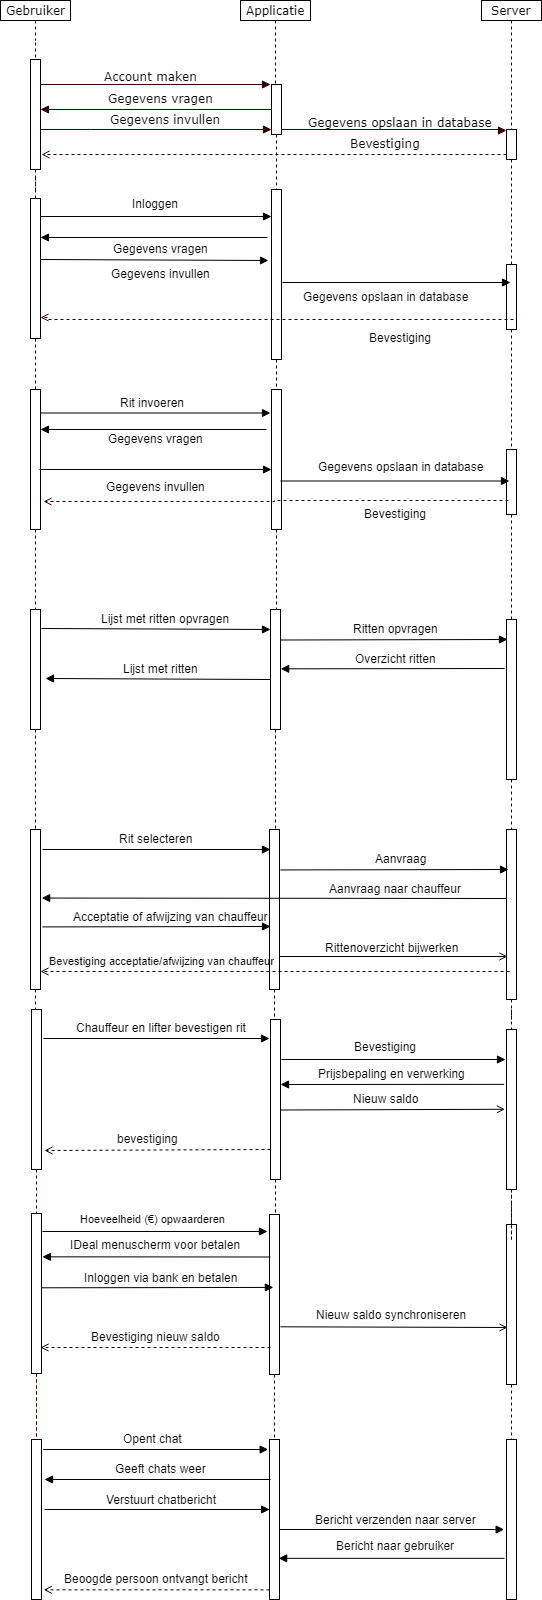 Gebruiker
Applicatie
Server
Account maken
Gegevens vragen
Gegevens invullen
Gegevens opslaan in database
Bevestiging
Inloggen
Gegevens vragen
Gegevens invullen
Gegevens opslaan in database
Bevestiging
Rit invoeren
Gegevens vragen
Gegevens opslaan in database
Gegevens invullen
Bevestiging
Lijst met ritten opvragen
Ritten opvragen
Overzicht ritten
Lijst met ritten
Rit selecteren
Aanvraag
Aanvraag naar chauffeur
Acceptatie of afwijzing van chauffeur
Rittenoverzicht bijwerken
Bevestiging acceptatie/afwijzing van chauffeur
Chauffeur en lifter bevestigen rit
Bevestiging
Prijsbepaling en verwerking
Nieuw saldo
bevestiging
Hoeveelheid (€) opwaarderen
IDeal menuscherm voor betalen
Inloggen via bank en betalen
Nieuw saldo synchroniseren
Bevestiging nieuw saldo
Opent chat
Geeft chats weer
Verstuurt chatbericht
Bericht verzenden naar server
Bericht naar gebruiker
Beoogde persoon ontvangt bericht